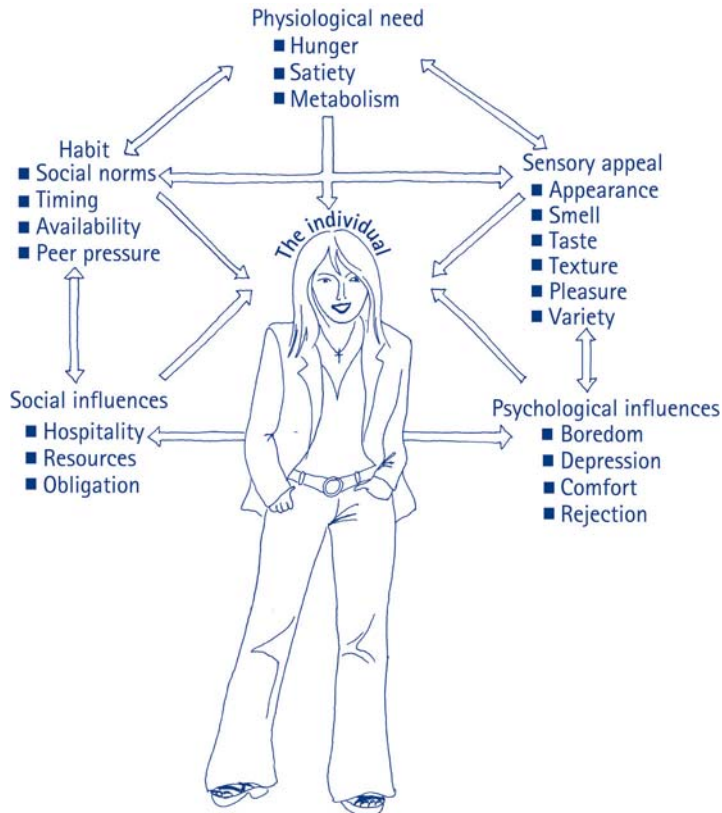 Physiological need
■ Hunger
■ Satiety
■ Metabolism
Habit
■ Social norms
■ Timing
■ Availability
■ Peer pressure
Sensory appeal
■ Appearance
■ Smell
■ Taste
■ Texture
■ Pleasure
■ Variety
The individual
Social influences
■ Hospitality
■ Resources
■ Obligation
Psychological influences
■ Boredom
■ Depression
■ Comfort
■ Rejection